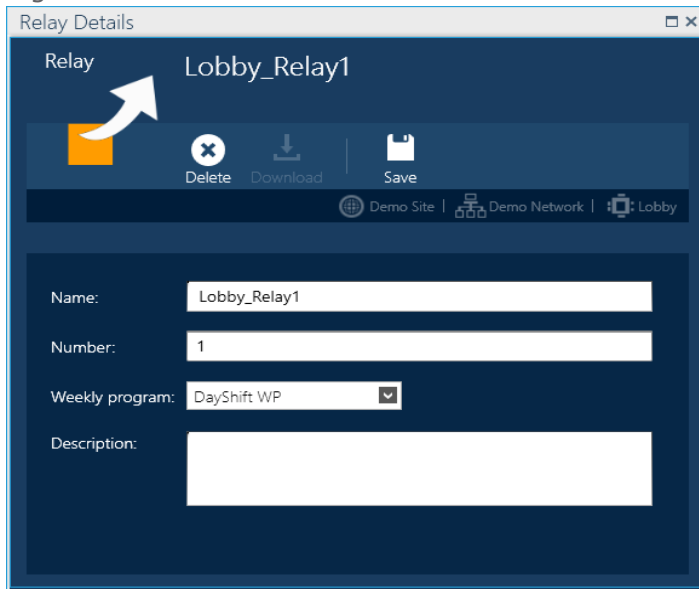 Relay Details
Relay
Lobby_Relay1
Delete
Download
Save
Demo Site | Demo Network | Lobby
Name: Lobby_Relay1
Number: 1
Weekly program: DayShift WP
Description: